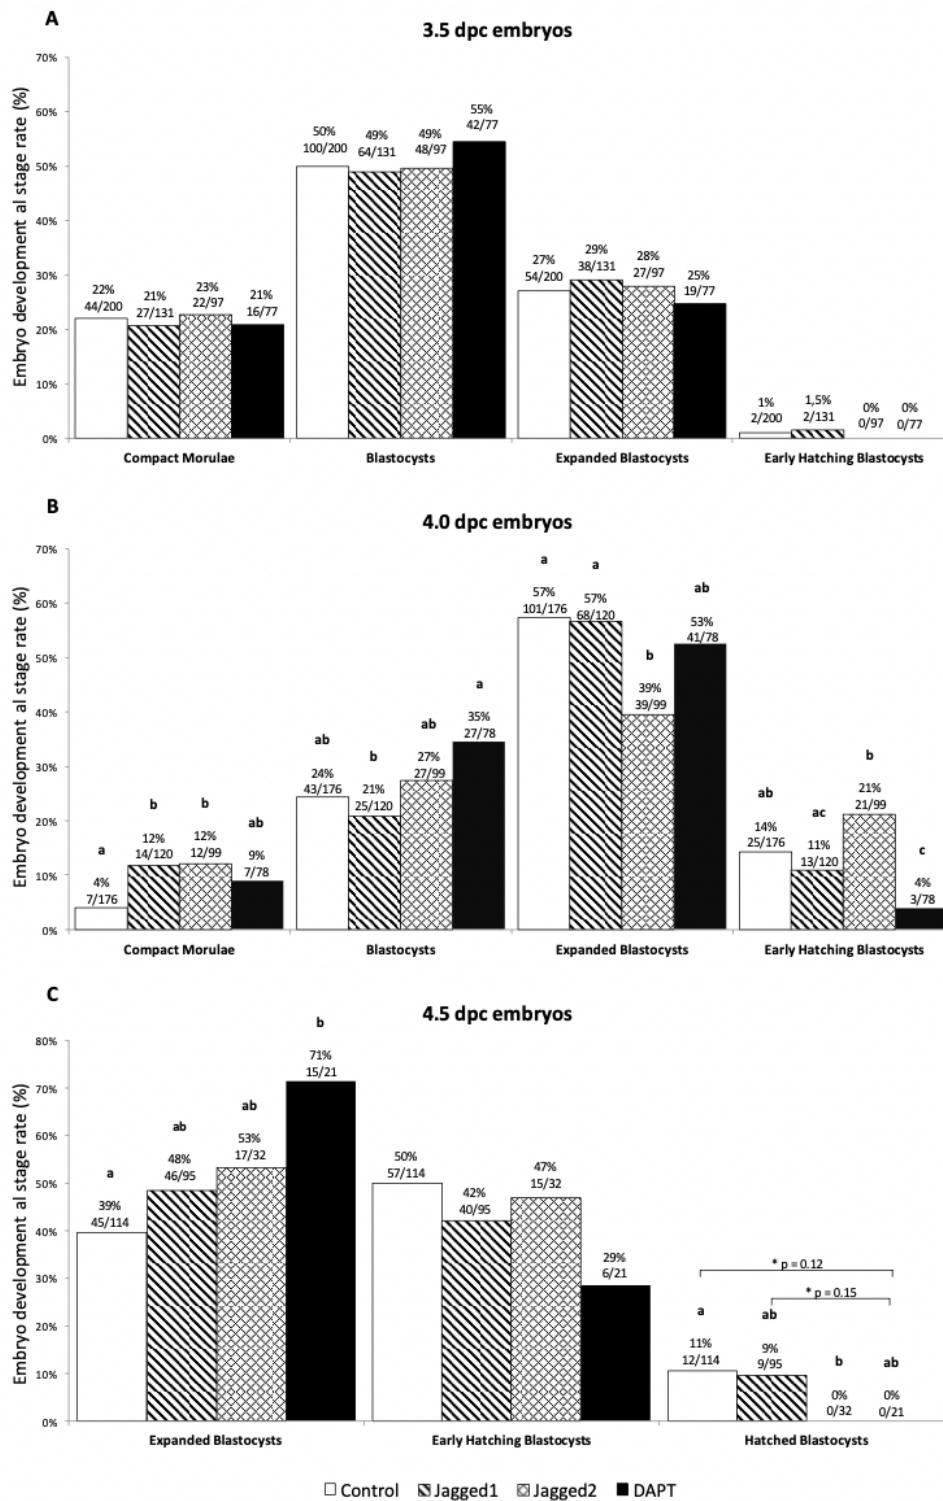 A
3.5 dpc embryos
Embryo development al stage rate (%)
70%
60%
50%
40%
30%
20%
10%
0%
22%
44/200
21%
27/131
23%
22/97
21%
16/77
50%
100/200
49%
64/131
49%
48/97
55%
42/77
27%
54/200
29%
38/131
28%
27/97
25%
19/77
1%
2/200
1,5%
2/131
0%
0/97
0%
0/77
Compact Morulae
Blastocysts
Expanded Blastocysts
Early Hatching Blastocysts
B
4.0 dpc embryos
Embryo development al stage rate (%)
70%
60%
50%
40%
30%
20%
10%
0%
a
4%
7/176
b
12%
14/120
b
12%
12/99
ab
9%
7/78
ab
24%
43/176
b
21%
25/120
ab
27%
27/99
a
35%
27/78
a
57%
101/176
a
57%
68/120
b
39%
39/99
ab
53%
41/78
ab
14%
25/176
ac
11%
13/120
b
21%
21/99
c
4%
3/78
Compact Morulae
Blastocysts
Expanded Blastocysts
Early Hatching Blastocysts
C
4.5 dpc embryos
Embryo development al stage rate (%)
80%
70%
60%
50%
40%
30%
20%
10%
0%
a
39%
45/114
ab
48%
46/95
ab
53%
17/32
b
71%
15/21
50%
57/114
42%
40/95
47%
15/32
29%
6/21
* p = 0.12
* p = 0.15
a
11%
12/114
ab
9%
9/95
b
0%
0/32
ab
0%
0/21
Expanded Blastocysts
Early Hatching Blastocysts
Hatched Blastocysts
Control
Jagged1
Jagged2
DAPT